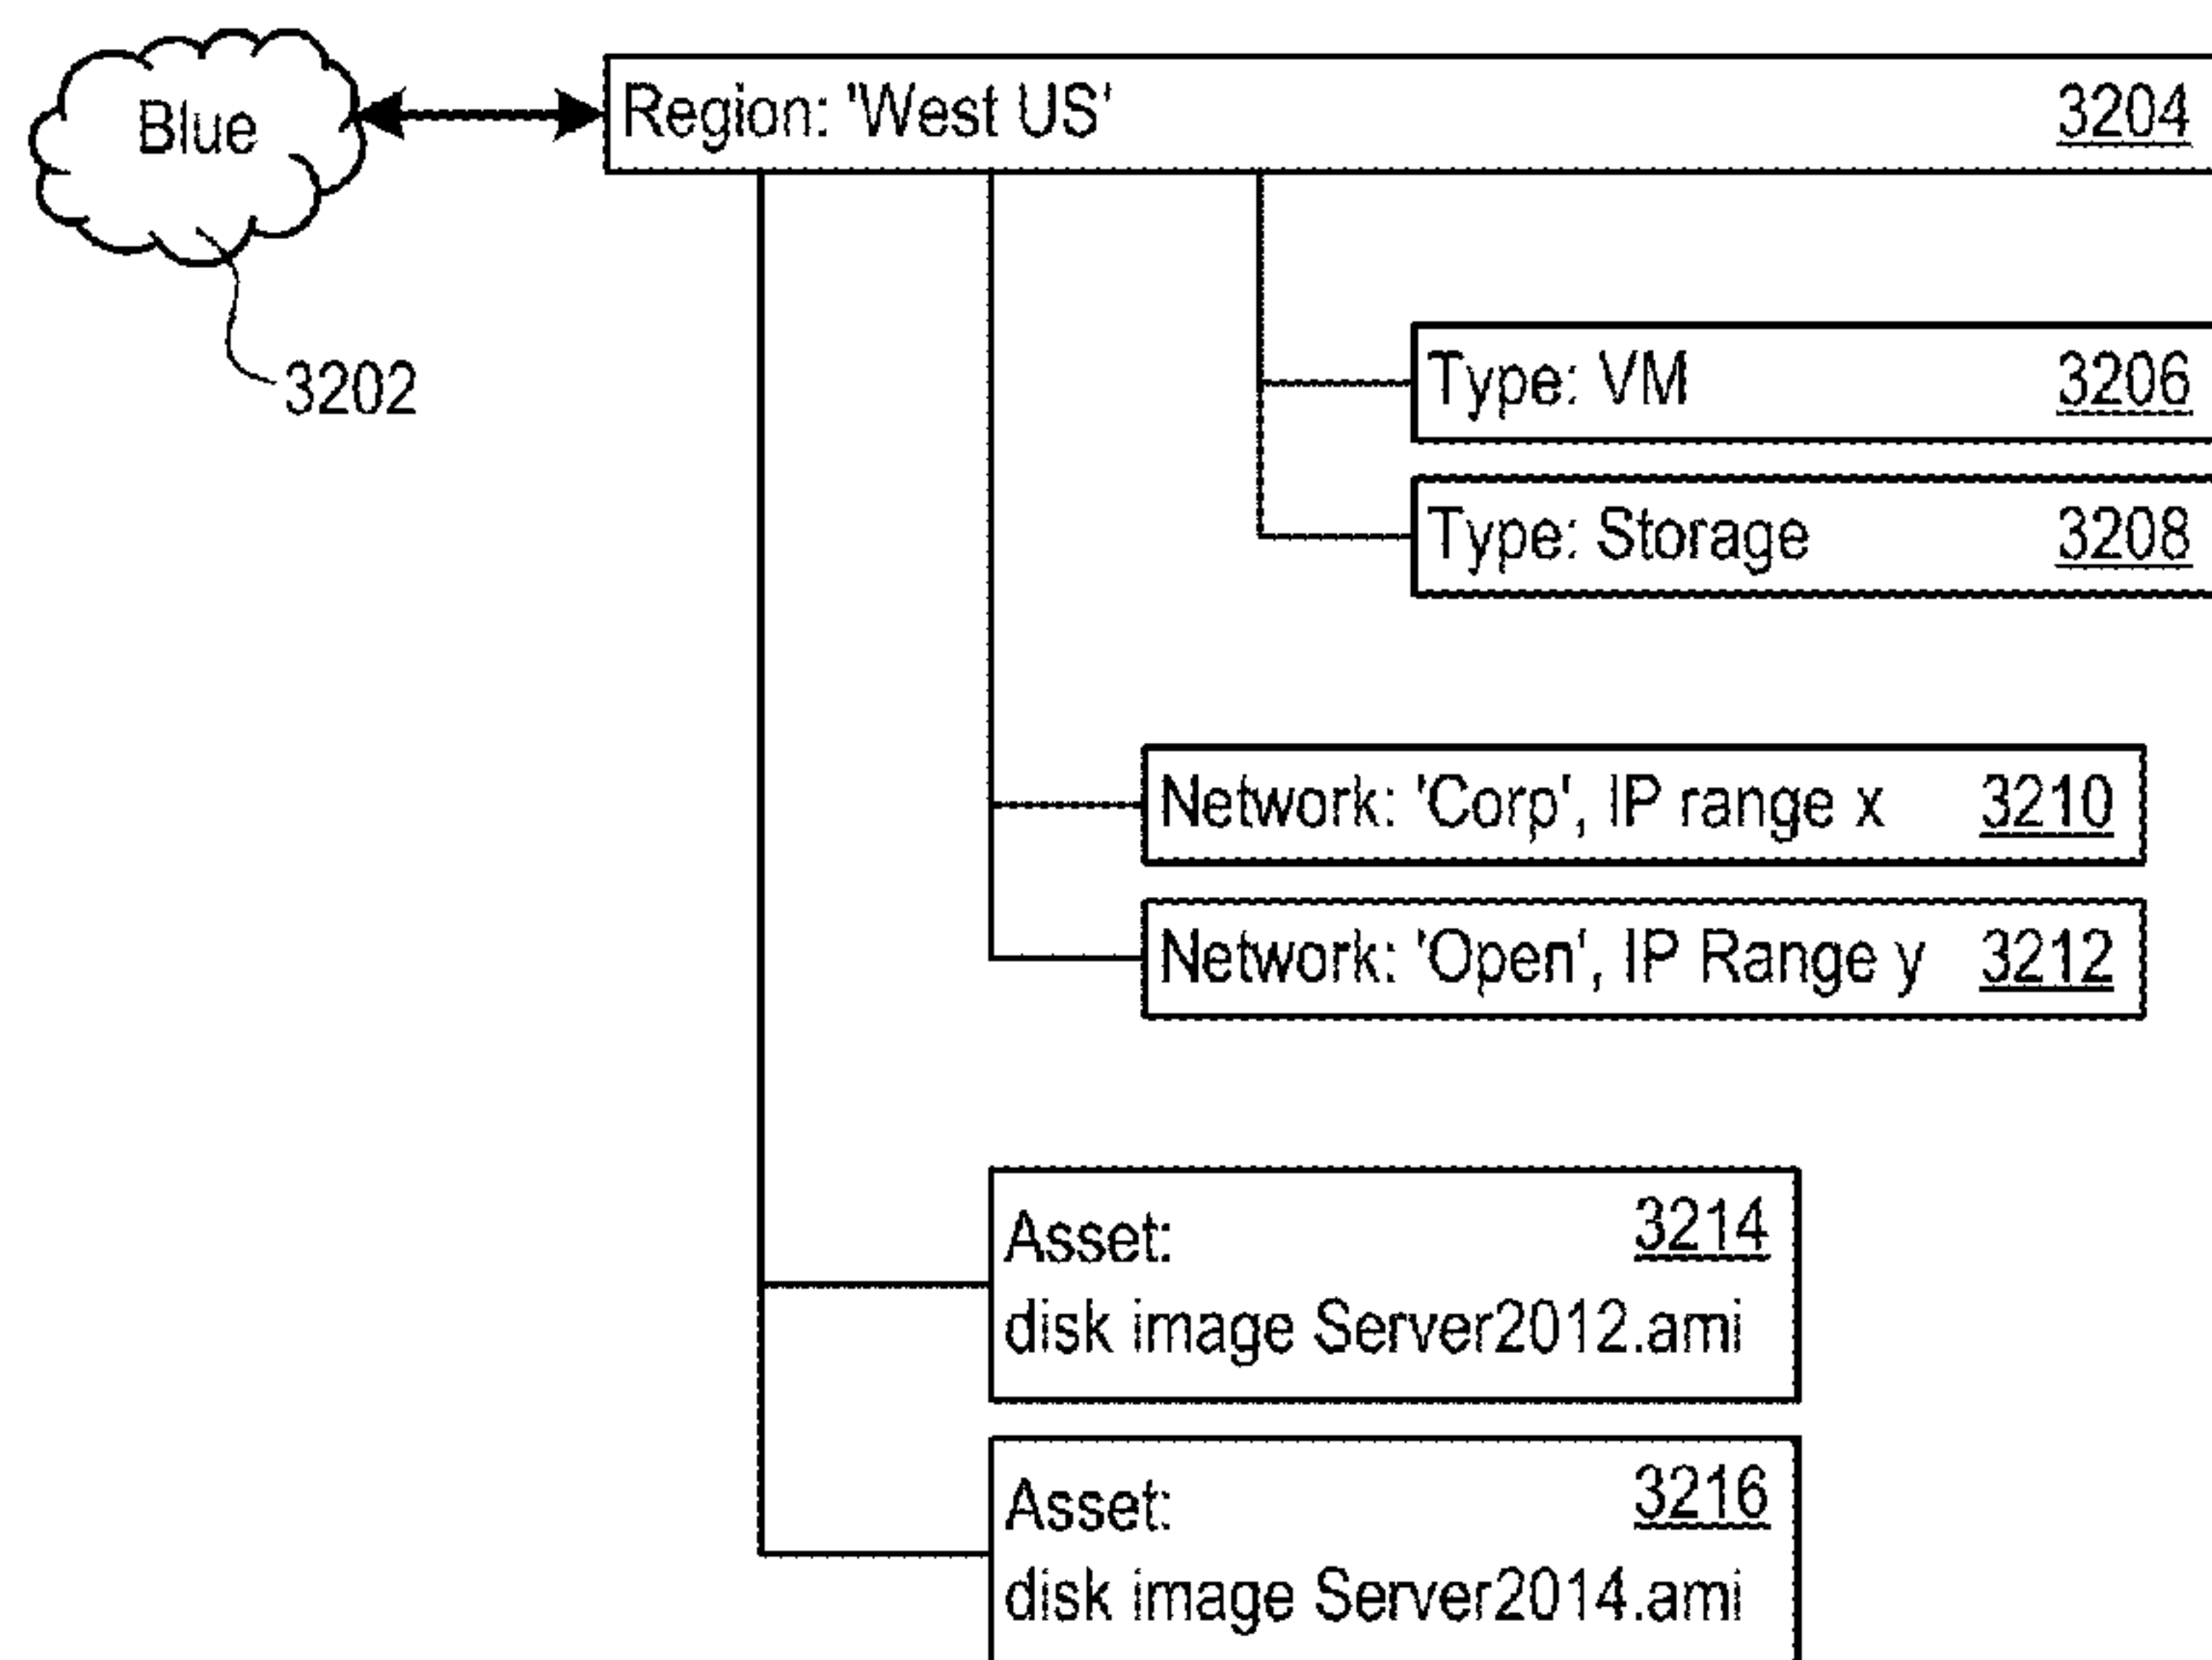 Blue
Region: 'West US' 3204
3202
Type: VM 3206
Type: Storage 3208
Network: 'Corp', IP range x 3210
Network: 'Open', IP Range y 3212
Asset: 3214
disk image Server2012.ami
Asset: 3216
disk image Server2014.ami